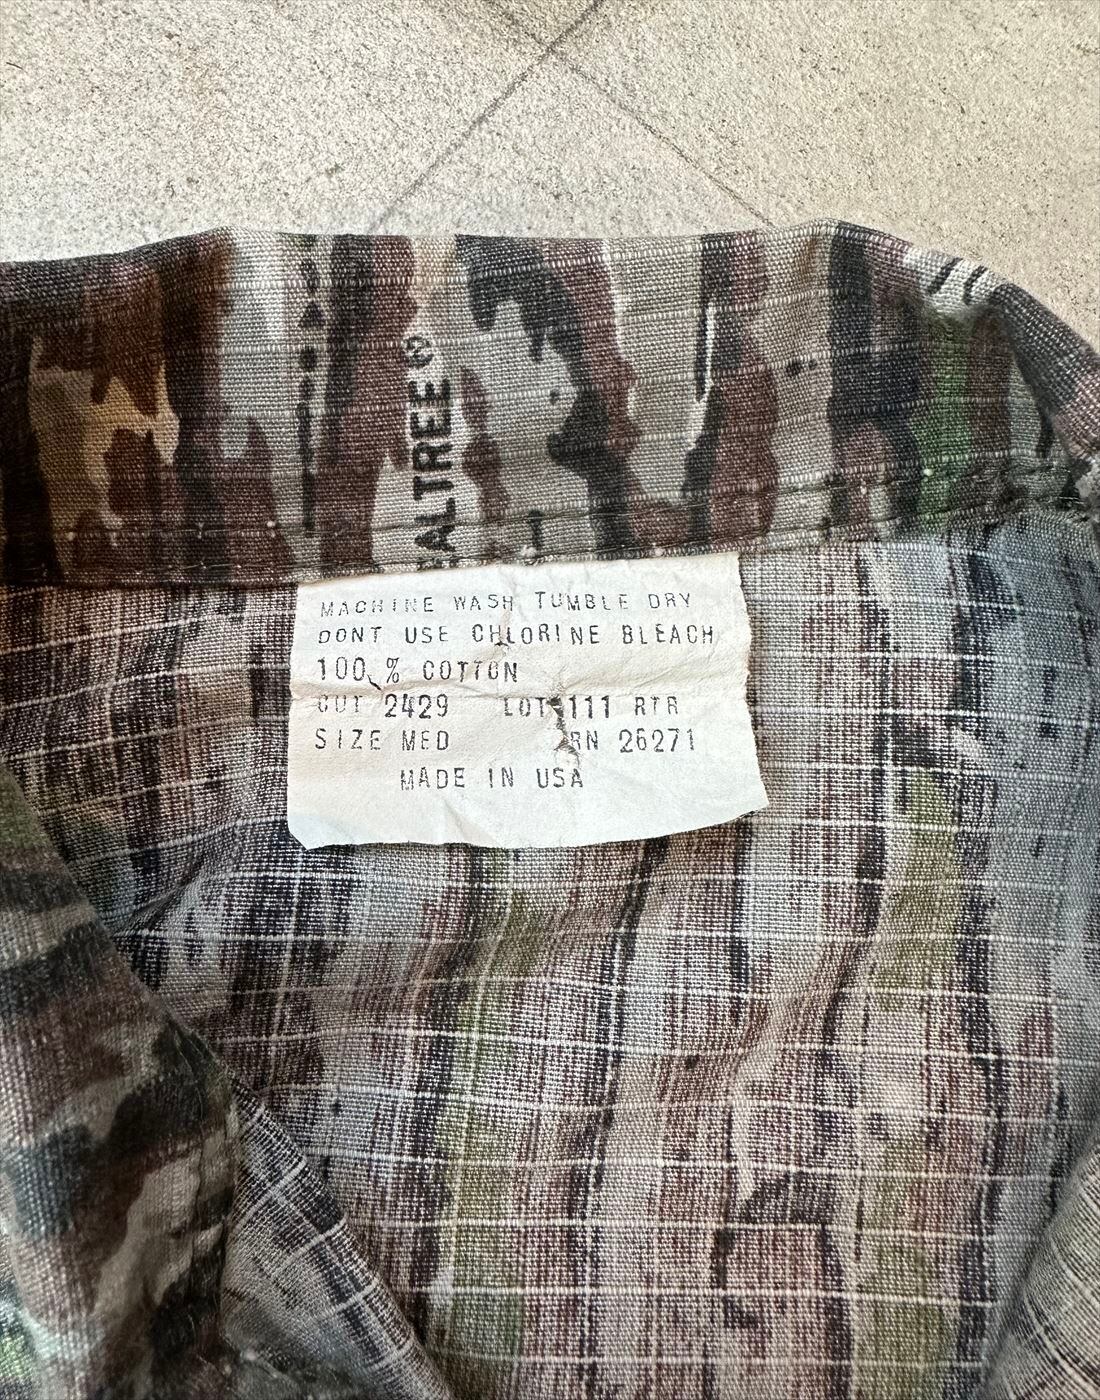 EALTREE®
MACHINE WASH TUMBLE DRY
DONT USE CHLORINE BLEACH
100 % COTTON
CUT 2429 LOT 111 RTR
SIZE MED RN 26271
MADE IN USA